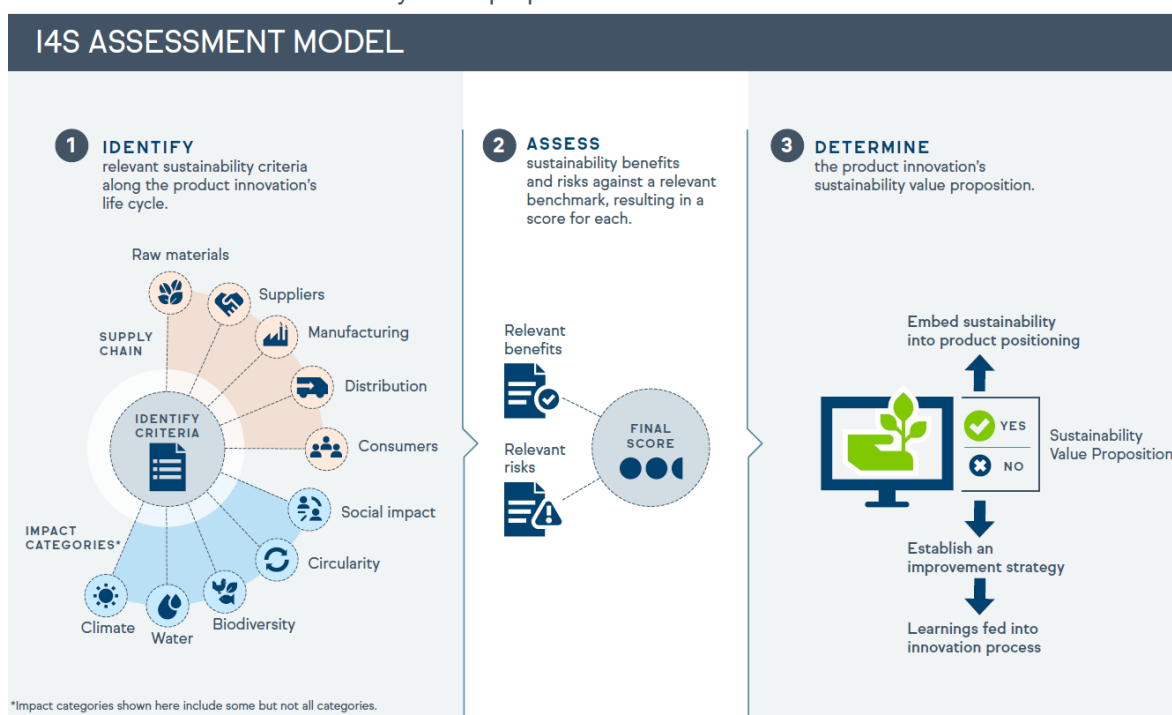 I4S ASSESSMENT MODEL
1 IDENTIFY
relevant sustainability criteria
along the product innovation's
life cycle.
Raw materials
Suppliers
Manufacturing
Distribution
Consumers
SUPPLY
CHAIN
IDENTIFY
CRITERIA
Social impact
Circularity
Biodiversity
Water
Climate
IMPACT
CATEGORIES*
*Impact categories shown here include some but not all categories.
2 ASSESS
sustainability benefits
and risks against a relevant
benchmark, resulting in a
score for each.
Relevant
benefits
Relevant
risks
FINAL
SCORE
3 DETERMINE
the product innovation's
sustainability value proposition.
Embed sustainability
into product positioning
YES
NO
Sustainability
Value Proposition
Establish an
improvement strategy
Learnings fed into
innovation process